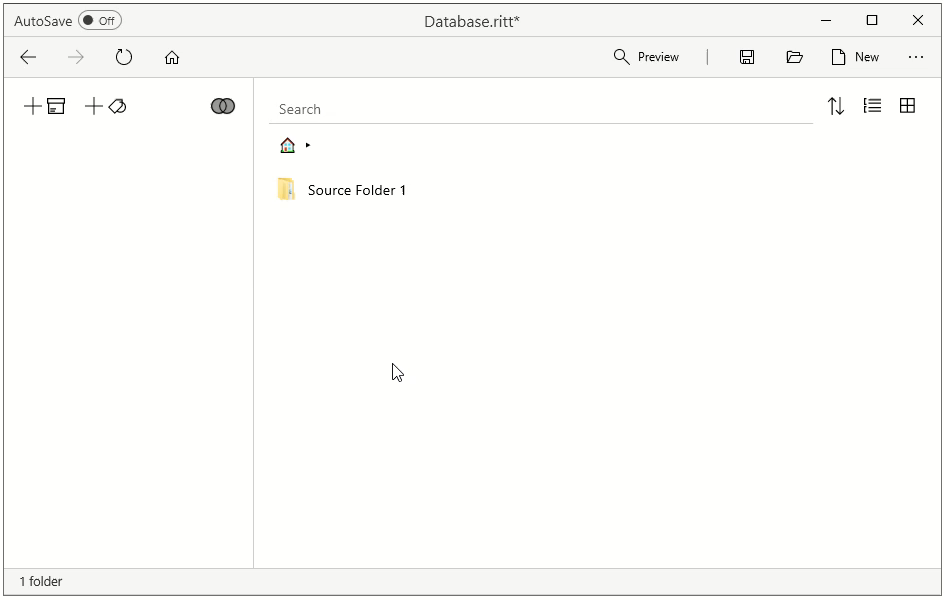 AutoSave Off Database.ritt*
Preview New
Search
Source Folder 1
1 folder